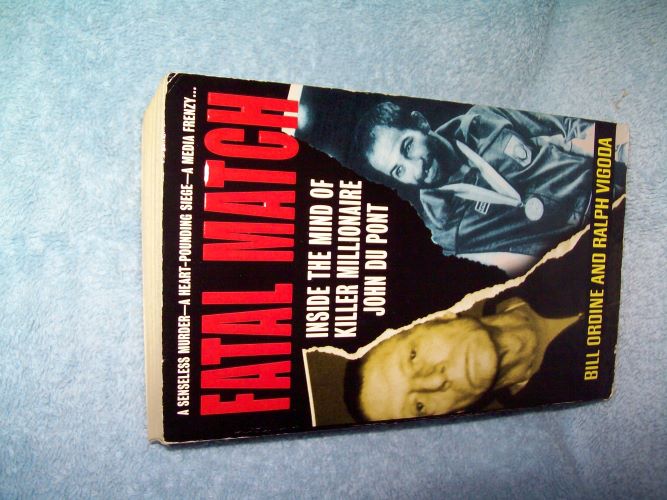 A SENSELESS MURDER—A HEART-POUNDING SIEGE—A MEDIA FRENZY...
FATAL MATCH
INSIDE THE MIND OF
KILLER MILLIONAIRE
JOHN DU PONT
BILL ORDINE AND RALPH VIGODA